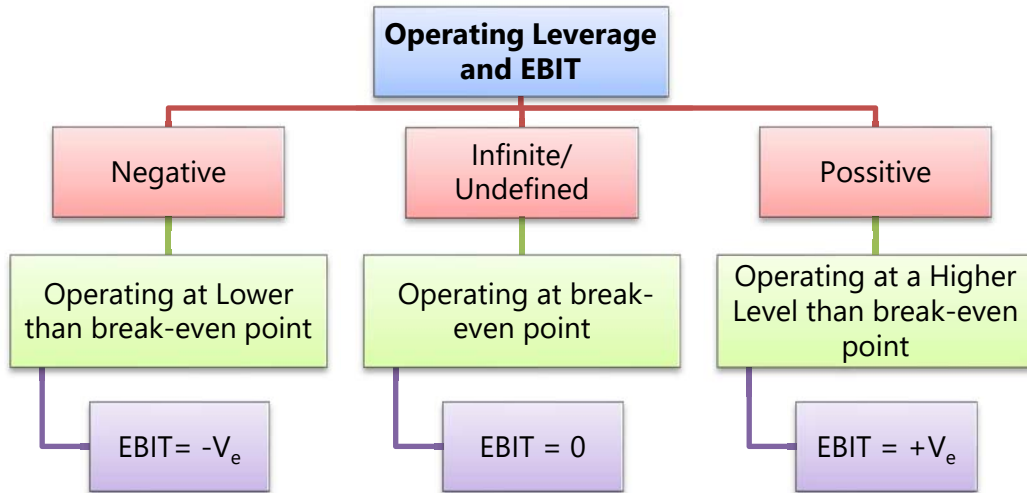 Operating Leverage
and EBIT
Negative
Infinite/
Undefined
Possitive
Operating at Lower
than break-even point
Operating at break-
even point
Operating at a Higher
Level than break-even
point
EBIT= -Vₑ
EBIT = 0
EBIT = +Vₑ